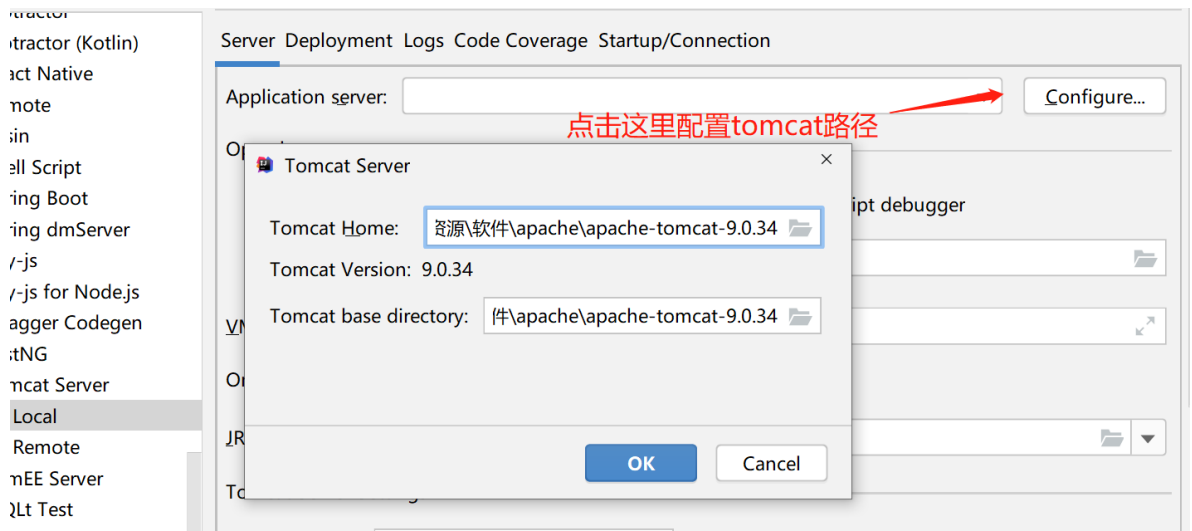 otractor (Kotlin)
act Native
mote
sin
ell Script
ring Boot
ring dmServer
y-js
y-js for Node.js
agger Codegen
stNG
mcat Server
Local
Remote
mEE Server
QLt Test
Server Deployment Logs Code Coverage Startup/Connection
Application server:
Configure...
点击这里配置tomcat路径
Tomcat Server
ipt debugger
Tomcat Home: 资源\软件\apache\apache-tomcat-9.0.34
Tomcat Version: 9.0.34
Tomcat base directory: 件\apache\apache-tomcat-9.0.34
VM
JR
OK Cancel